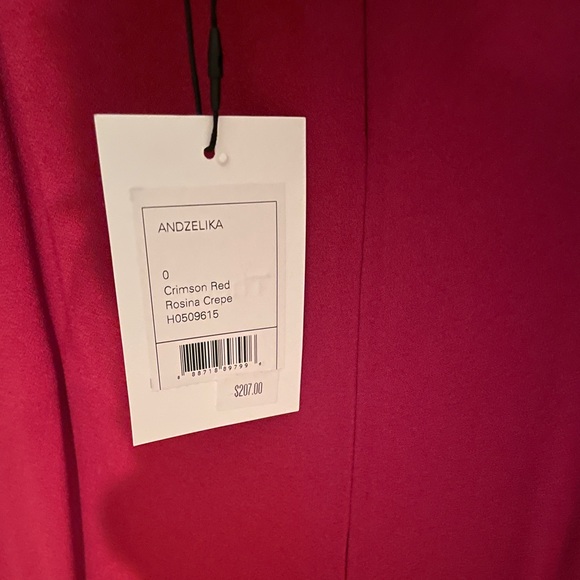 ANDZELIKA
0
Crimson Red
Rosina Crepe
H0509615
$207.00